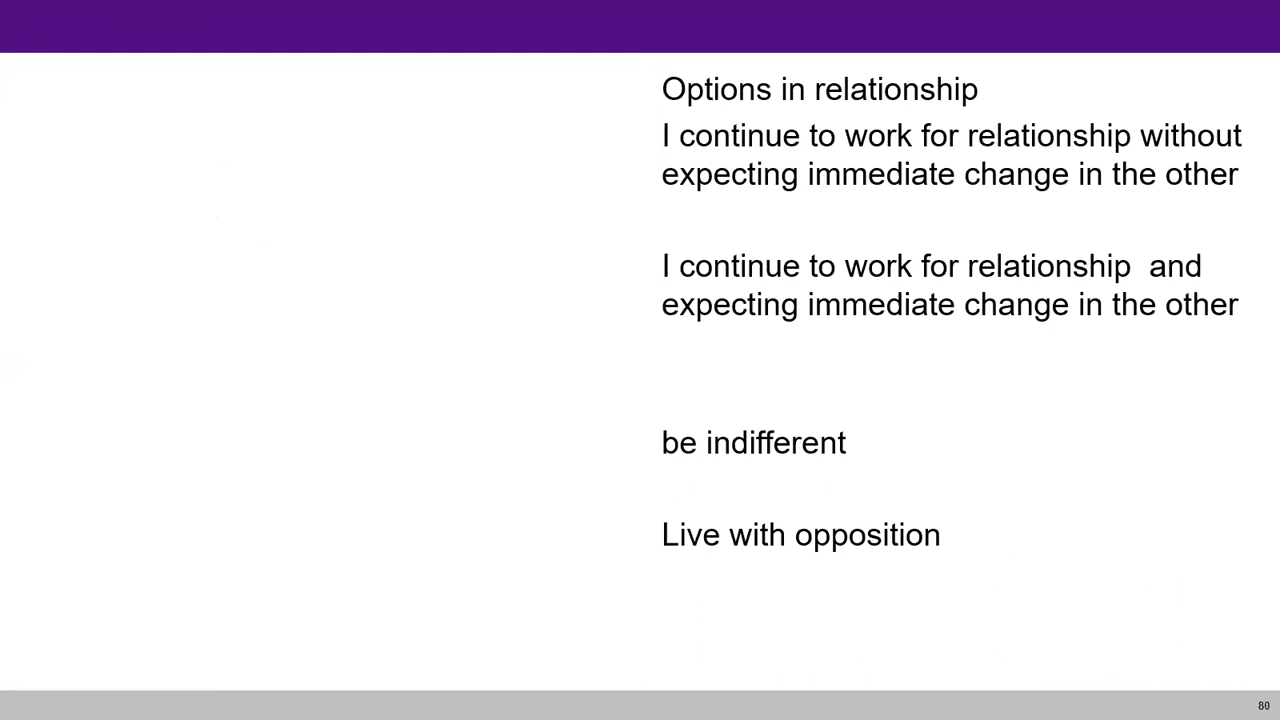 Options in relationship
I continue to work for relationship without
expecting immediate change in the other
I continue to work for relationship  and
expecting immediate change in the other
be indifferent
Live with opposition
80